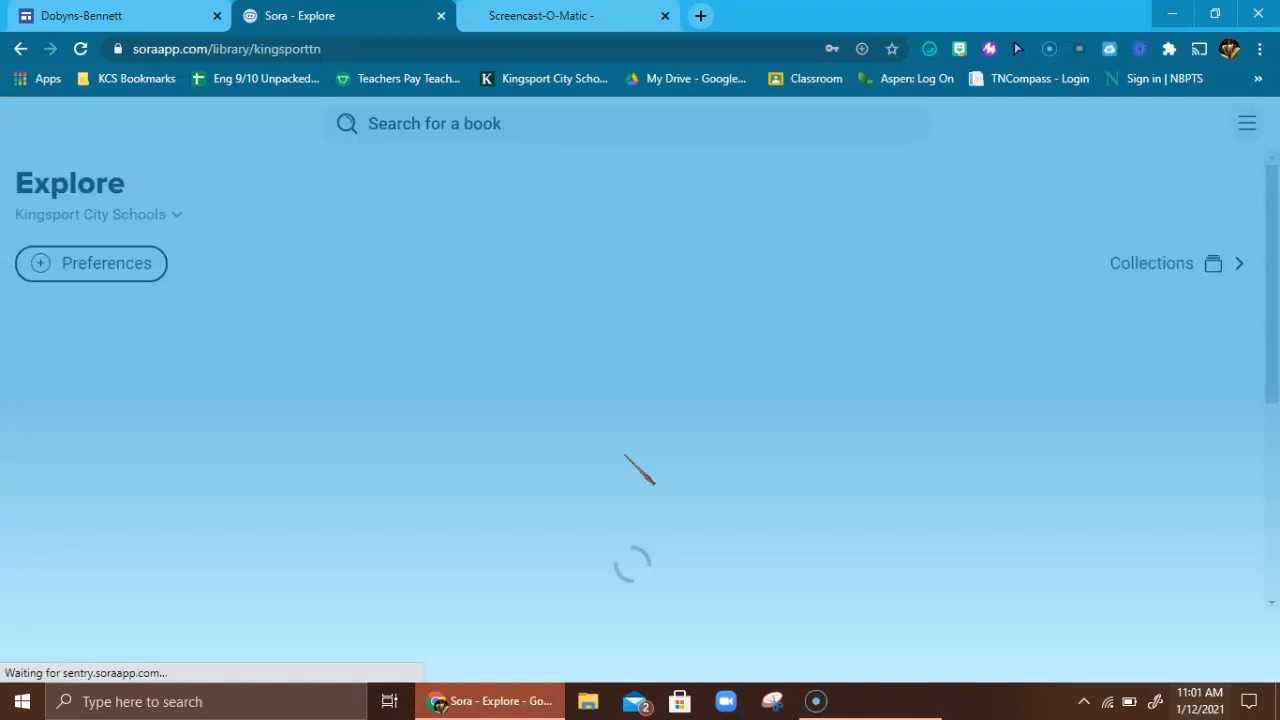 Dobyns-Bennett
Sora - Explore
Screencast-O-Matic -
soraapp.com/library/kingsporttn
Apps
KCS Bookmarks
Eng 9/10 Unpacked...
Teachers Pay Teach...
K Kingsport City Scho...
My Drive - Google...
Classroom
Aspen: Log On
TNCompass - Login
N Sign in | NBPTS
»
Search for a book
Explore
Kingsport City Schools
Preferences
Collections
Waiting for sentry.soraapp.com...
Type here to search
Sora - Explore - Go...
2
11:01 AM
1/12/2021